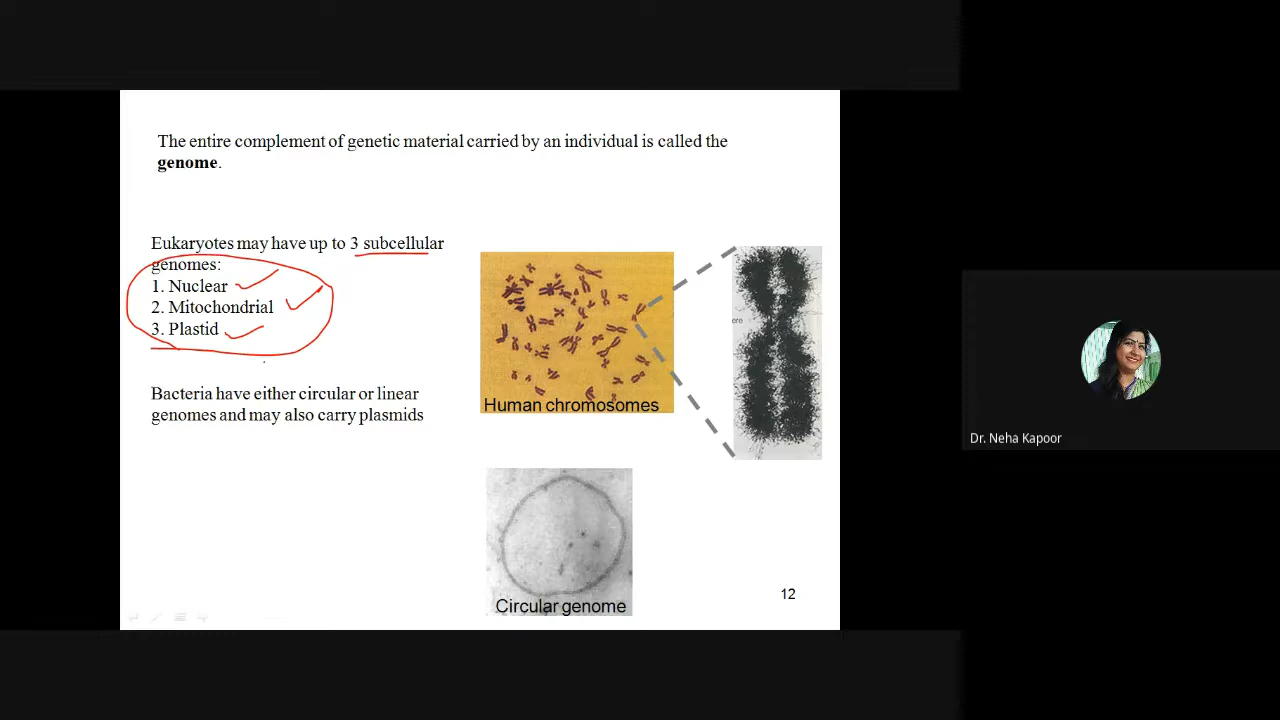 The entire complement of genetic material carried by an individual is called the
genome.
Eukaryotes may have up to 3 subcellular
genomes:
1. Nuclear
2. Mitochondrial
3. Plastid
Bacteria have either circular or linear
genomes and may also carry plasmids
Human chromosomes
ere
Circular genome
12
Dr. Neha Kapoor